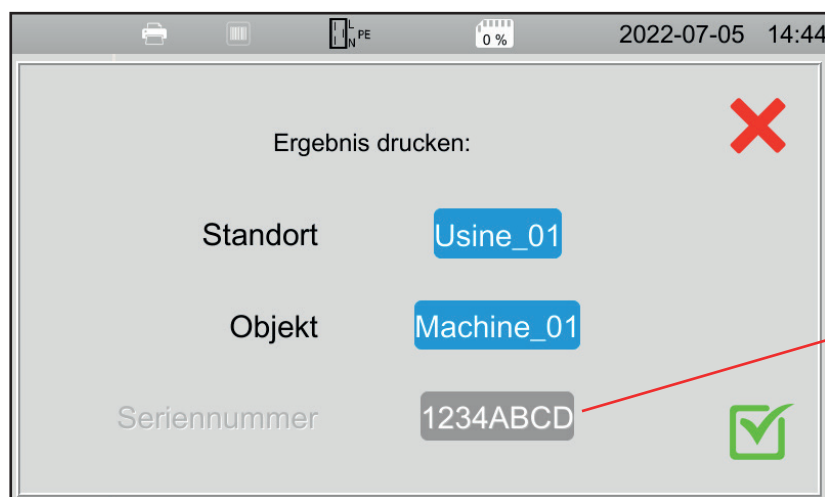 L
N PE
0 % 2022-07-05 14:44
Ergebnis drucken:
Standort Usine_01
Objekt Machine_01
Seriennummer 1234ABCD